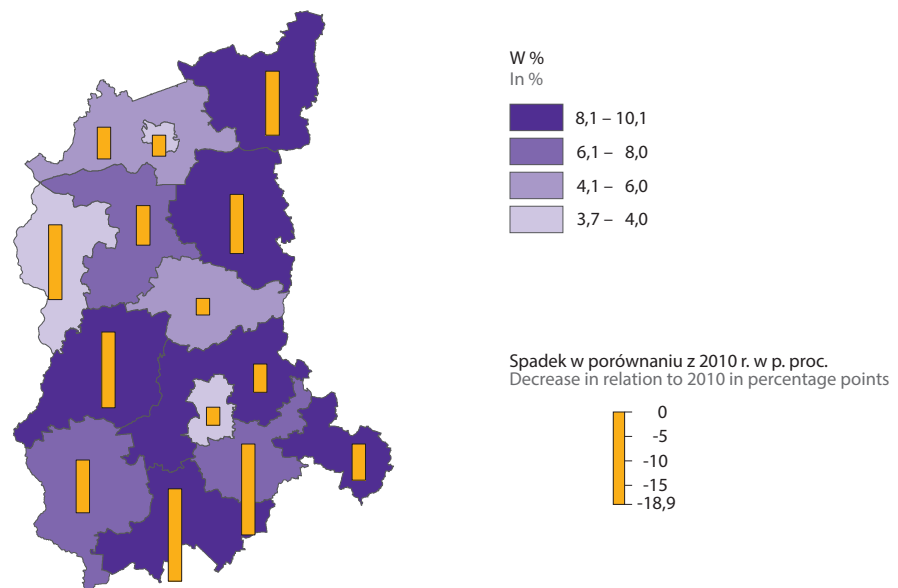 W %
In %
8,1 – 10,1
6,1 – 8,0
4,1 – 6,0
3,7 – 4,0
Spadek w porównaniu z 2010 r. w p. proc.
Decrease in relation to 2010 in percentage points
0
-5
-10
-15
-18,9